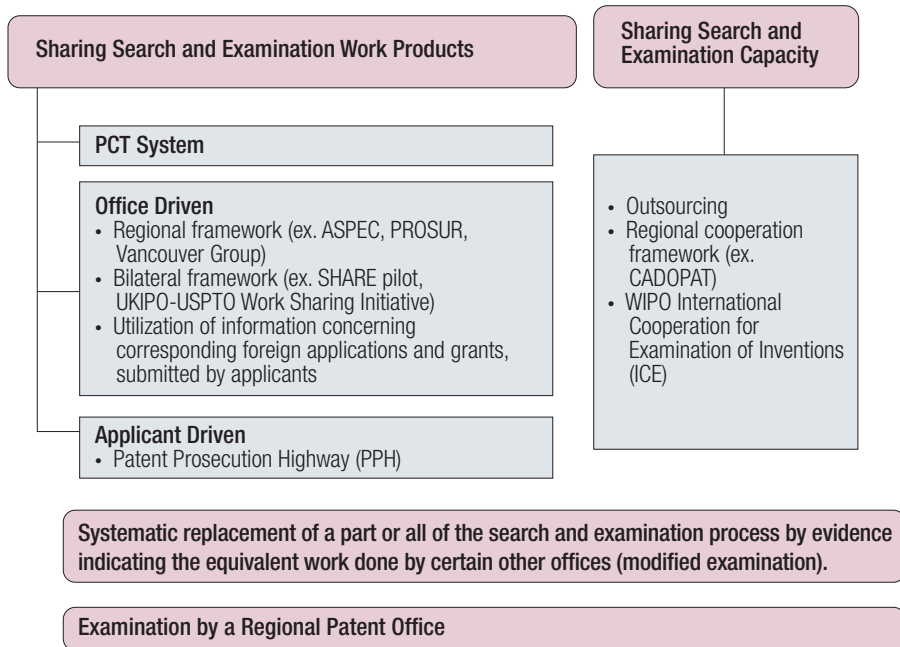 Sharing Search and Examination Work Products
Sharing Search and
Examination Capacity
PCT System
Office Driven
• Regional framework (ex. ASPEC, PROSUR,
Vancouver Group)
• Bilateral framework (ex. SHARE pilot,
UKIPO-USPTO Work Sharing Initiative)
• Utilization of information concerning
corresponding foreign applications and grants,
submitted by applicants
Applicant Driven
• Patent Prosecution Highway (PPH)
• Outsourcing
• Regional cooperation
framework (ex.
CADOPAT)
• WIPO International
Cooperation for
Examination of Inventions
(ICE)
Systematic replacement of a part or all of the search and examination process by evidence
indicating the equivalent work done by certain other offices (modified examination).
Examination by a Regional Patent Office